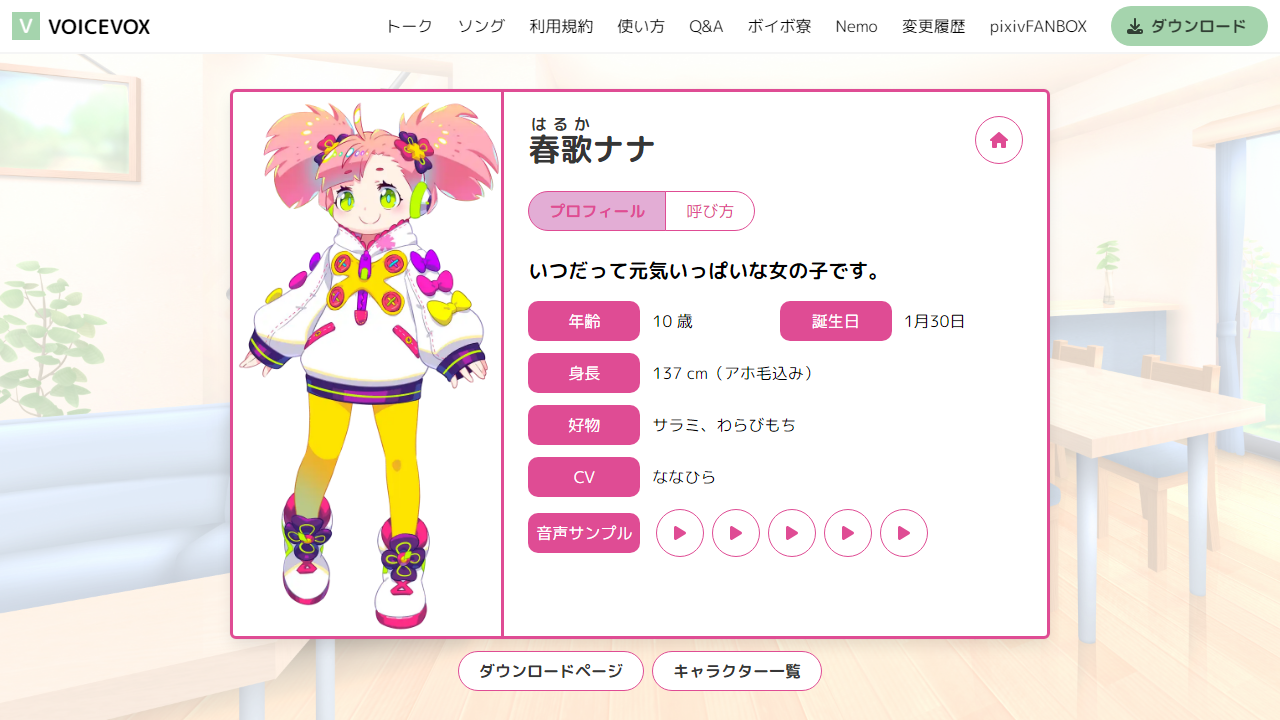 V VOICEVOX トーク ソング 利用規約 使い方 Q&A ボイボ寮 Nemo 変更履歴 pixivFANBOX ダウンロード
はるか
春歌ナナ
プロフィール 呼び方
いつだって元気いっぱいな女の子です。
年齢 10 歳 誕生日 1月30日
身長 137 cm（アホ毛込み）
好物 サラミ、わらびもち
CV ななひら
音声サンプル
ダウンロードページ キャラクター一覧